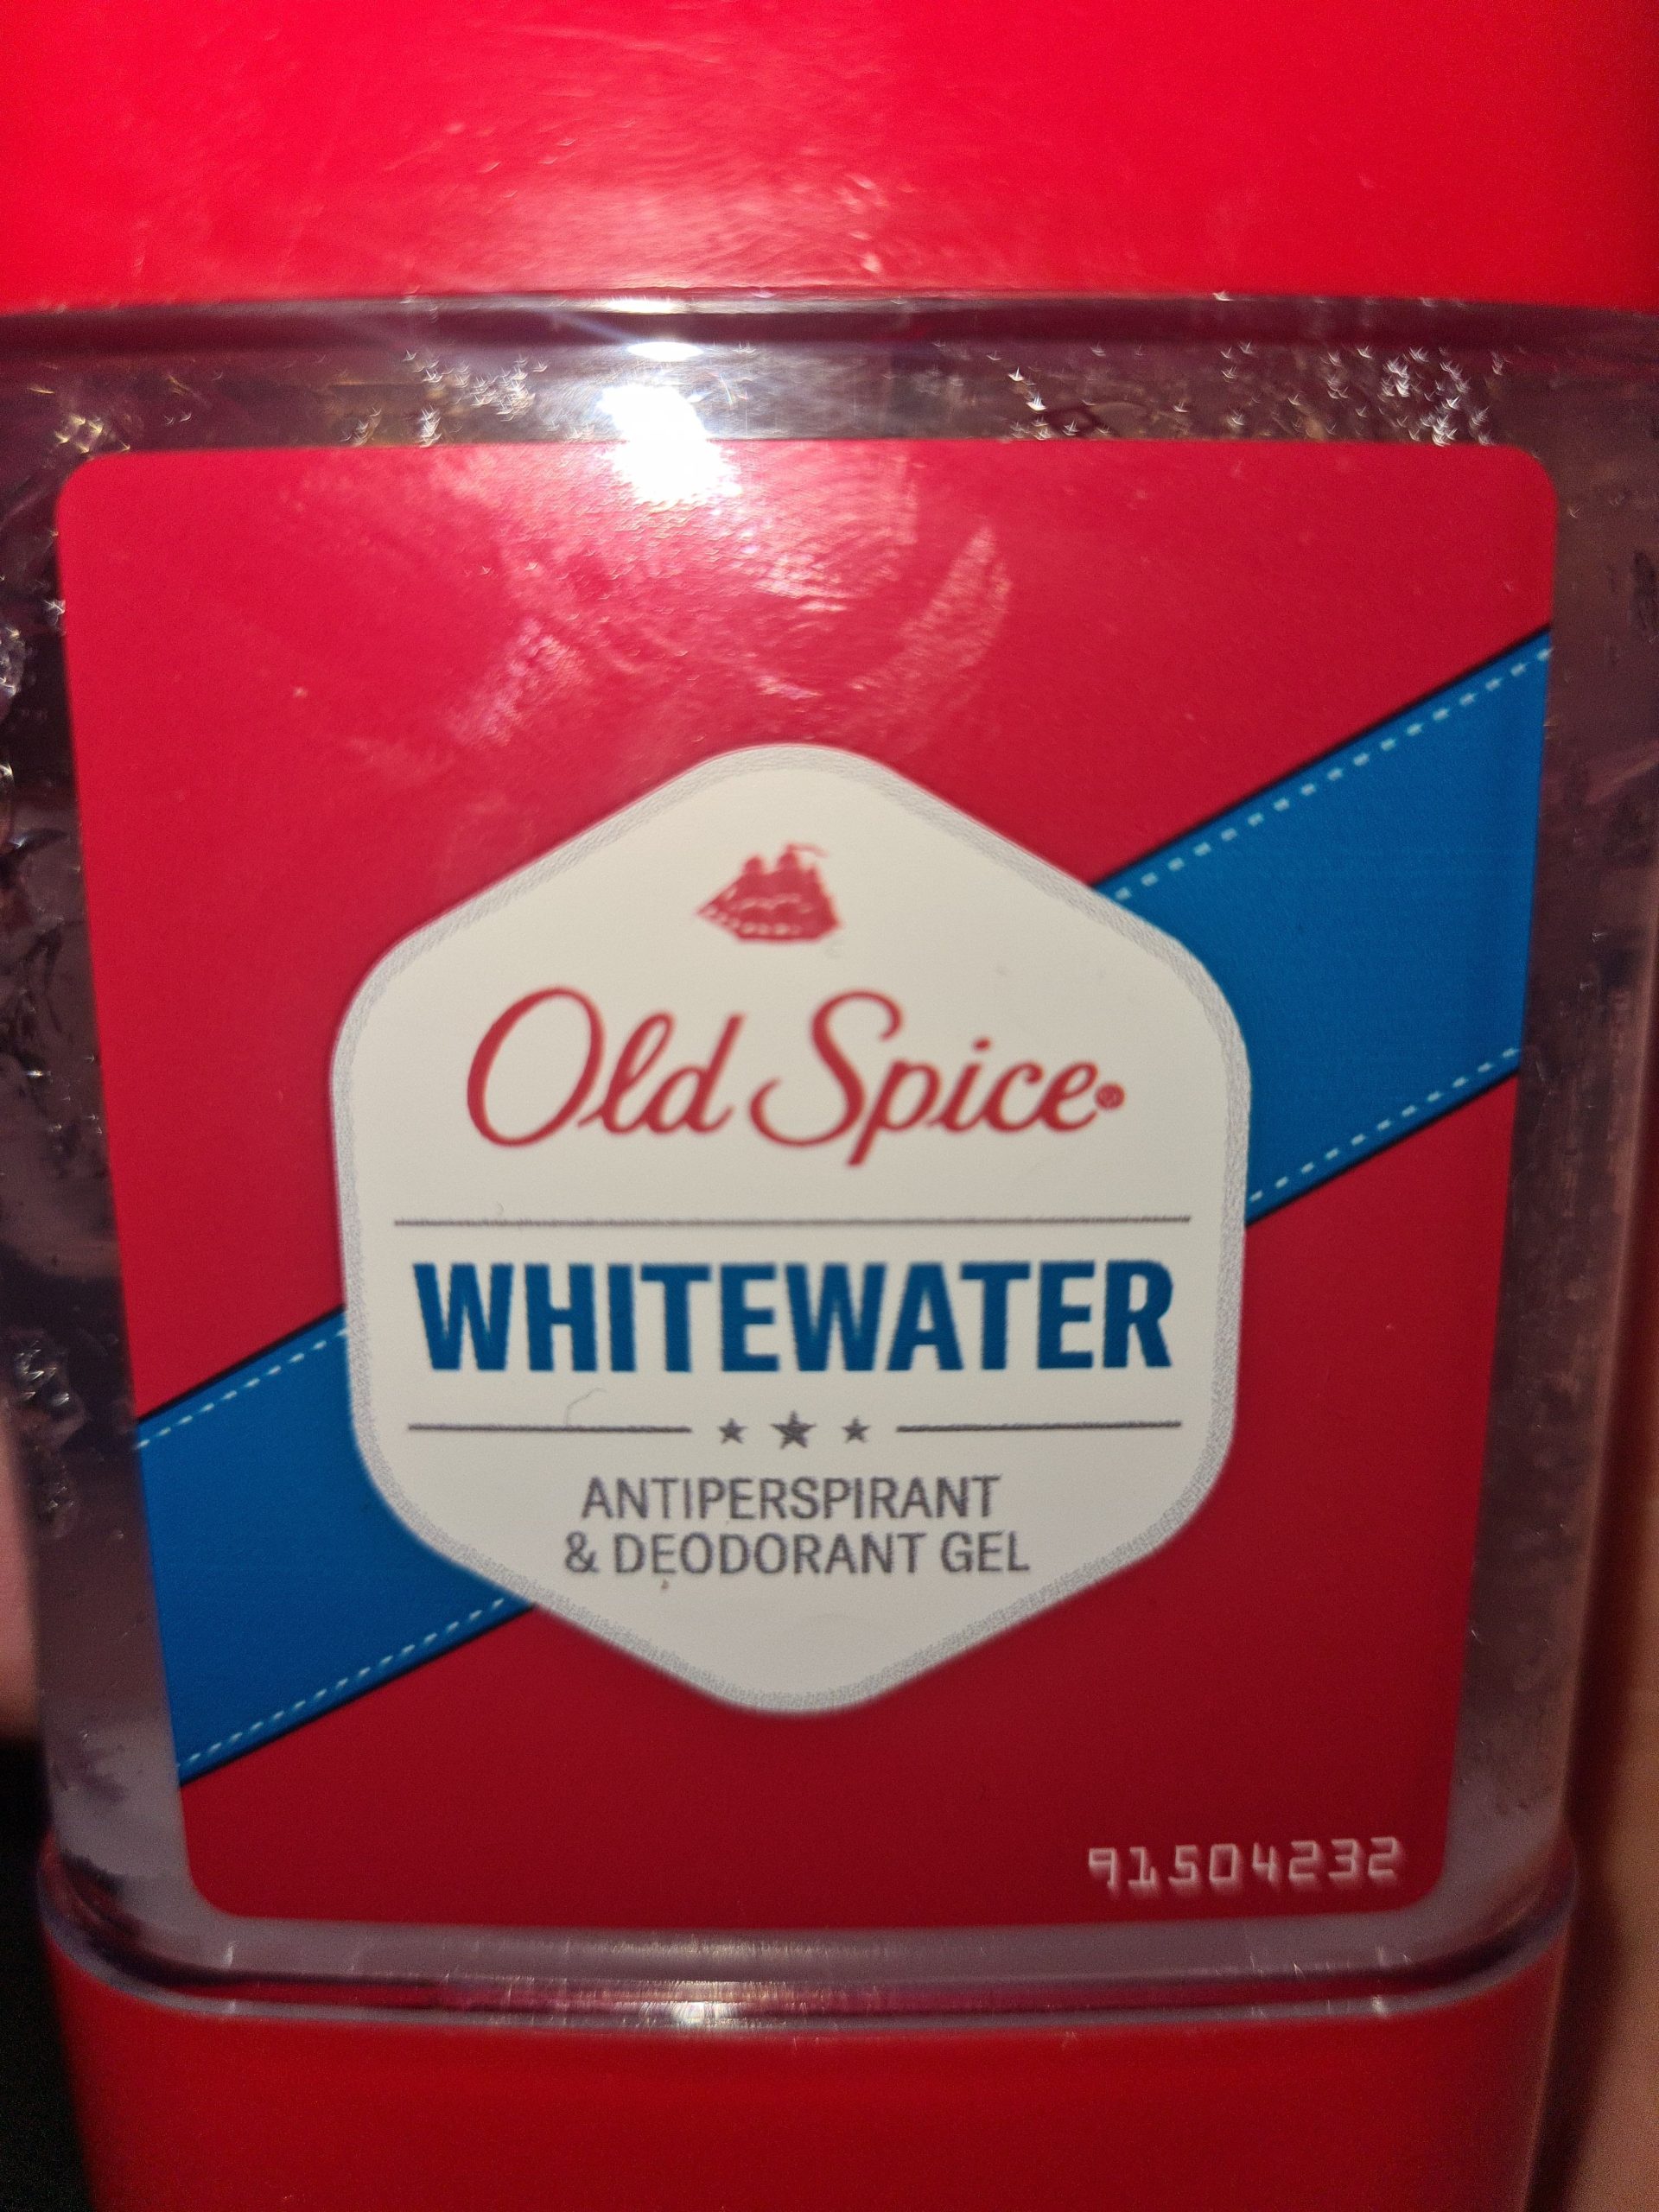 Old Spice®
WHITEWATER
ANTIPERSPIRANT
& DEODORANT GEL
91504232